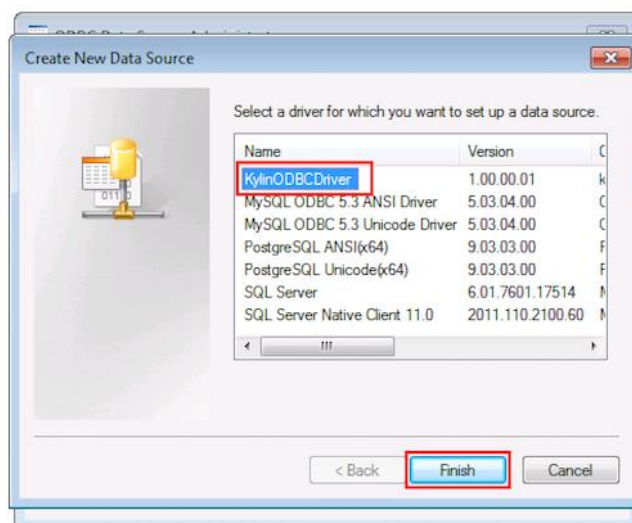 Create New Data Source
Select a driver for which you want to set up a data source.
Name Version
KylinODBCDriver 1.00.00.01
MySQL ODBC 5.3 ANSI Driver 5.03.04.00
MySQL ODBC 5.3 Unicode Driver 5.03.04.00
PostgreSQL ANSI(x64) 9.03.03.00
PostgreSQL Unicode(x64) 9.03.03.00
SQL Server 6.01.7601.17514
SQL Server Native Client 11.0 2011.110.2100.60
< Back Finish Cancel